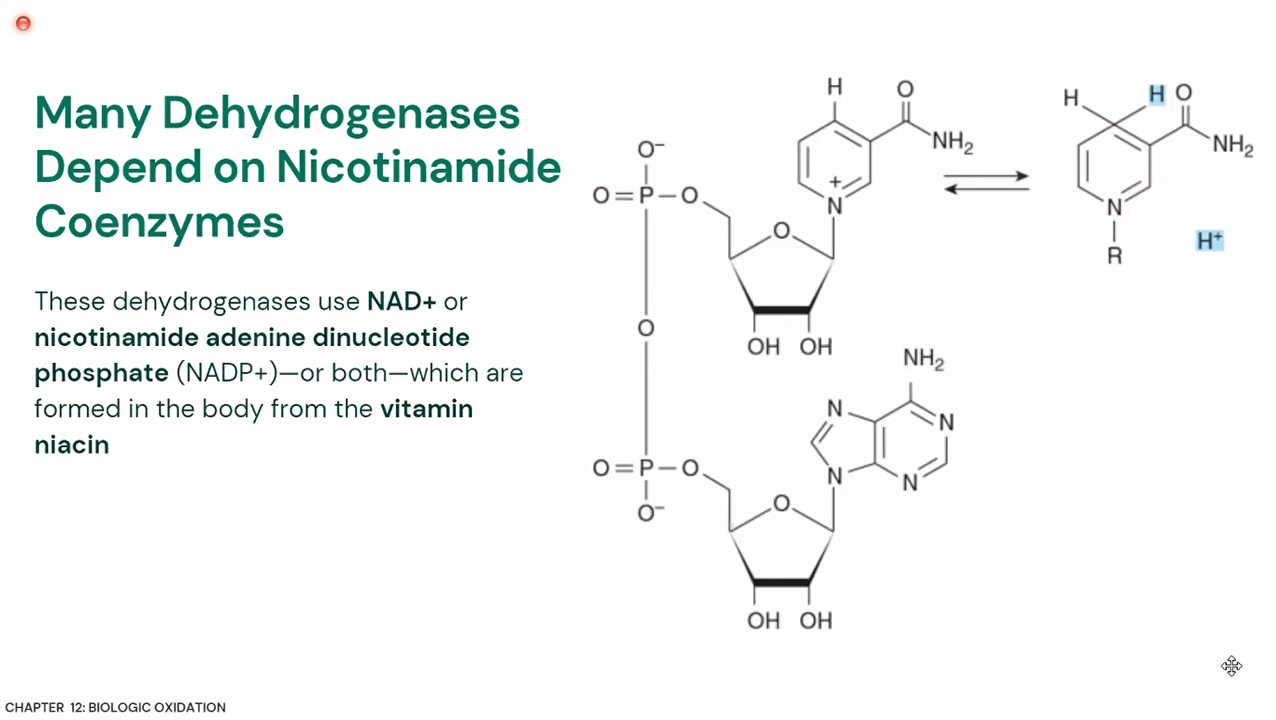 Many Dehydrogenases
Depend on Nicotinamide
Coenzymes
These dehydrogenases use NAD+ or
nicotinamide adenine dinucleotide
phosphate (NADP+)—or both—which are
formed in the body from the vitamin
niacin
H
O
NH₂
O⁻
O=P—O
+
N
O
OH OH
O
NH₂
N
N
N
N
O=P—O
O⁻
O
OH OH
H
H
O
NH₂
N
R
H⁺
CHAPTER 12: BIOLOGIC OXIDATION